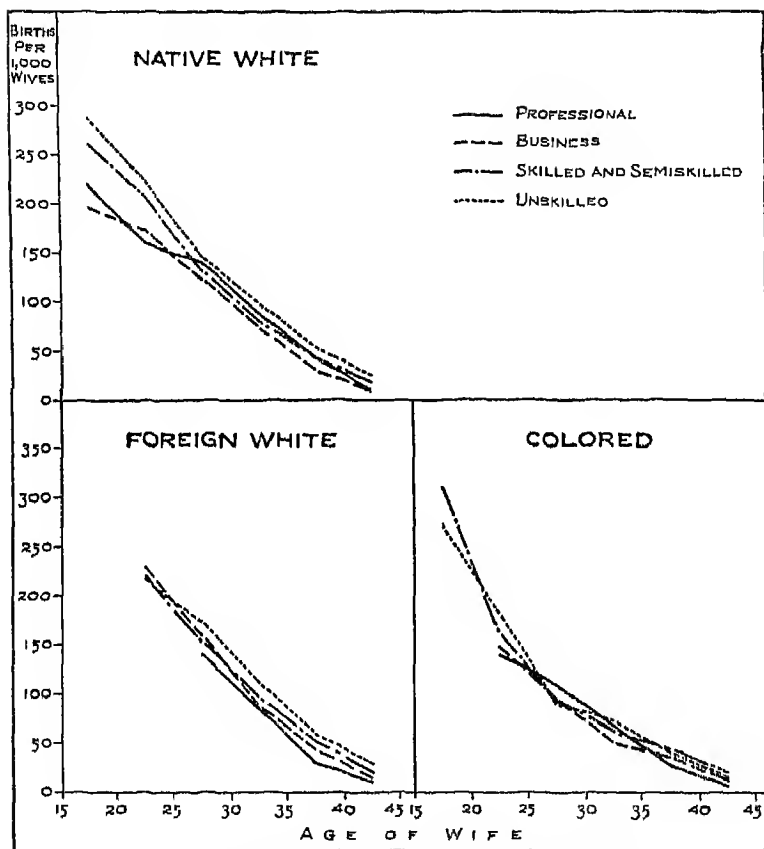 BIRTHS
PER
1,000
WIVES
NATIVE WHITE
PROFESSIONAL
BUSINESS
SKILLED AND SEMISKILLED
UNSKILLED
300
250
200
150
100
50
0
FOREIGN WHITE
COLORED
350
300
250
200
150
100
50
0
15 20 25 30 35 40 45 15 20 25 30 35 40 45
AGE OF WIFE